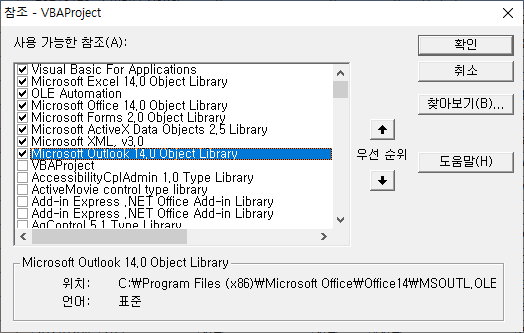 참조 - VBAProject
사용 가능한 참조(A):
Visual Basic For Applications
Microsoft Excel 14,0 Object Library
OLE Automation
Microsoft Office 14,0 Object Library
Microsoft Forms 2,0 Object Library
Microsoft ActiveX Data Objects 2,5 Library
Microsoft XML, v3,0
Microsoft Outlook 14,0 Object Library
VBAProject
AccessibilityCplAdmin 1,0 Type Library
ActiveMovie control type library
Add-in Express ,NET Office Add-in Library
Add-in Express ,NET Office Add-in Library
AgControl 5,1 Type Library
확인
취소
찾아보기(B)...
우선 순위
도움말(H)
Microsoft Outlook 14,0 Object Library
위치: C:₩Program Files (x86)₩Microsoft Office₩Office14₩MSOUTL,OLE
언어: 표준